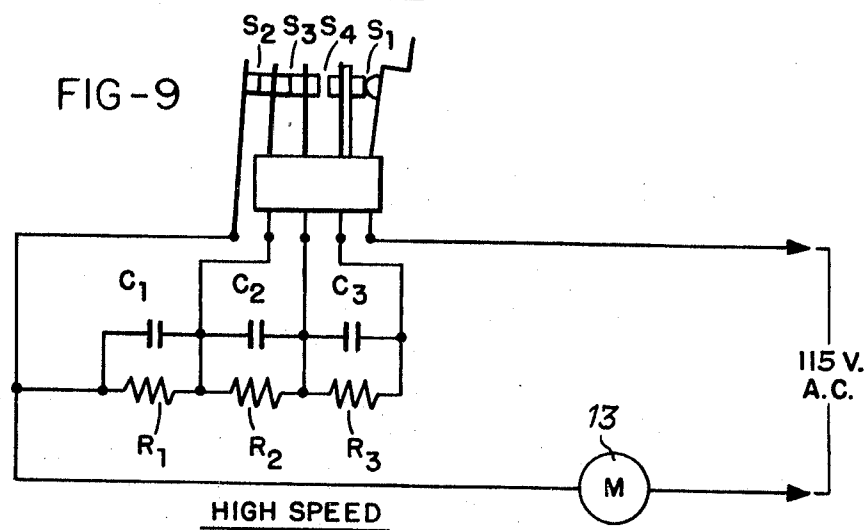 S2 S3 S4 S1
FIG-9
C1 C2 C3
115 V.
A.C.
R1 R2 R3
13
M
HIGH SPEED